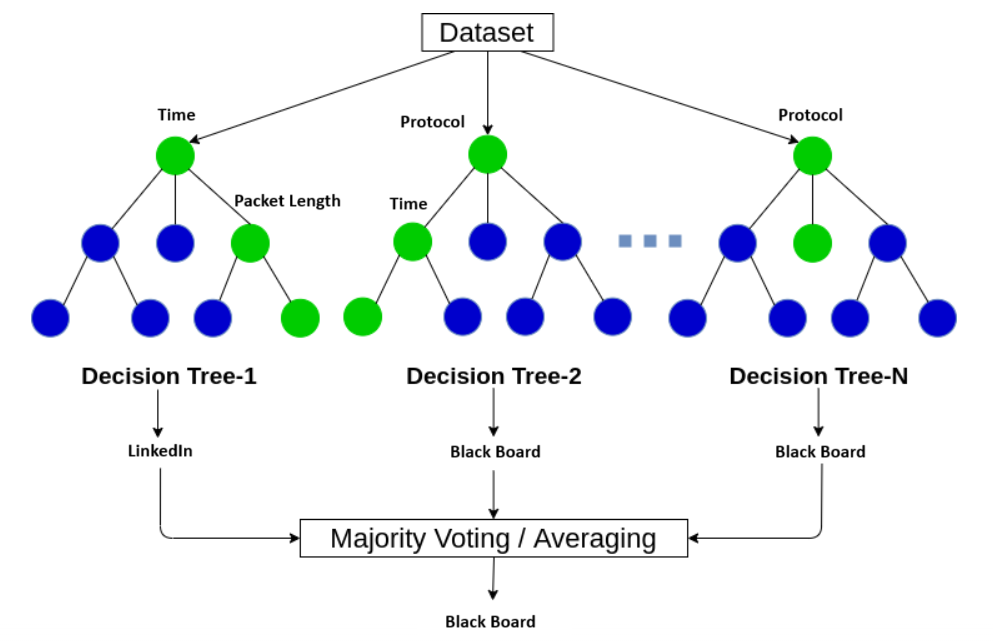 Dataset
Time
Protocol
Protocol
Packet Length
Time
Decision Tree-1
Decision Tree-2
Decision Tree-N
LinkedIn
Black Board
Black Board
Majority Voting / Averaging
Black Board